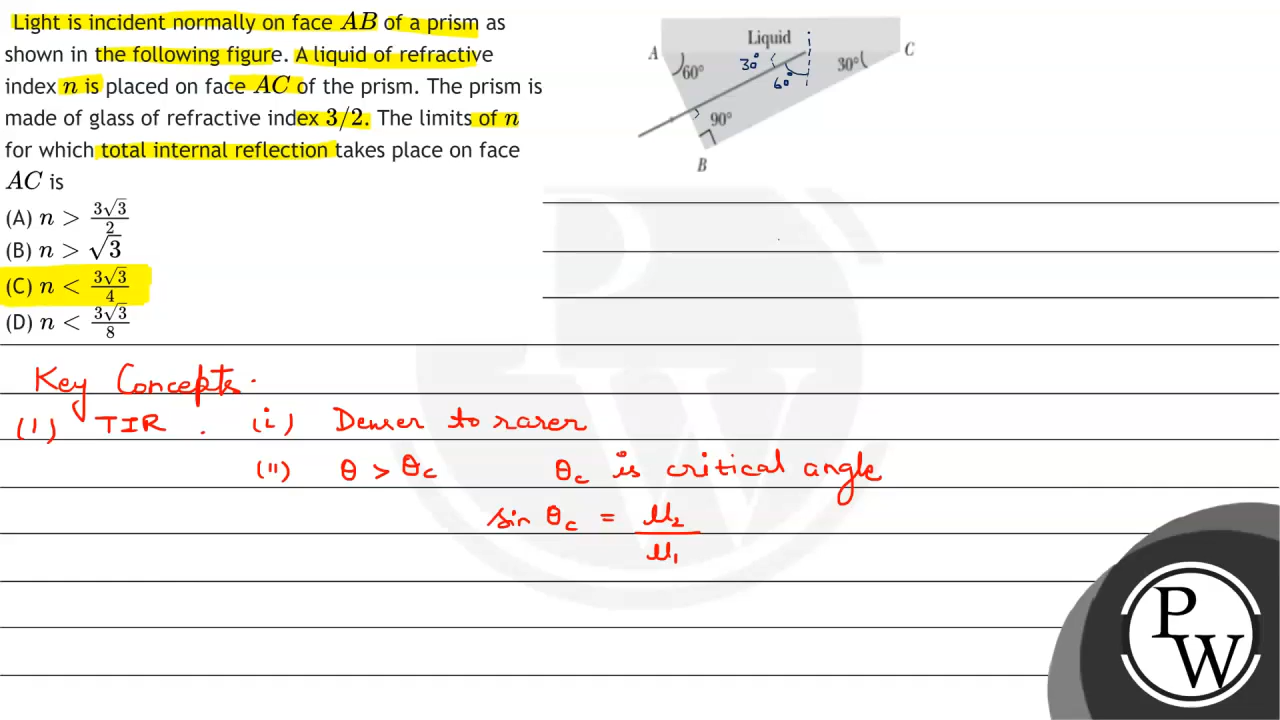 Light is incident normally on face AB of a prism as
shown in the following figure. A liquid of refractive
index n is placed on face AC of the prism. The prism is
made of glass of refractive index 3/2. The limits of n
for which total internal reflection takes place on face
AC is
(A) n > 3√3/2
(B) n > √3
(C) n < 3√3/4
(D) n < 3√3/8
Liquid
A
60°
30°
60°
30°
C
90°
B
Key Concepts.
(1) TIR. (i) Denser to rarer
(ii) θ > θc θc is critical angle
sin θc = μ₂/μ₁
P
W
PW